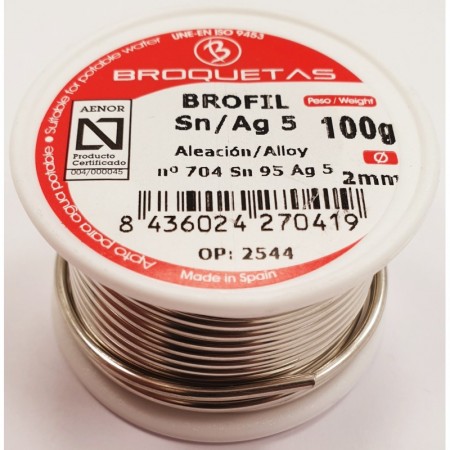 Apto para agua potable • Suitable for potable water
UNE-EN ISO 9453
B
BROQUETAS
AENOR
N
Producto
Certificado
004/000045
BROFIL
Peso / Weight
Sn/Ag 5
100g
Aleación/Alloy
Ø
nº 704 Sn 95 Ag 5
2mm
8 436024 270419
OP: 2544
Made in Spain